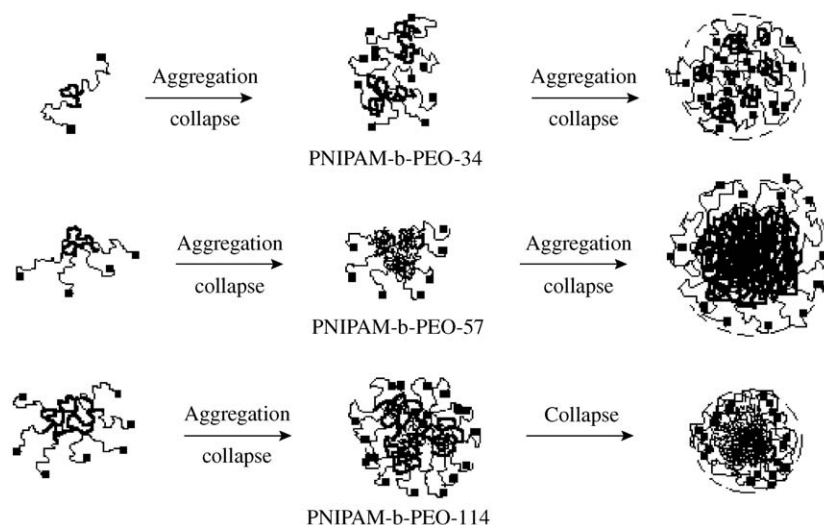 Aggregation
collapse
Aggregation
collapse
PNIPAM-b-PEO-34
Aggregation
collapse
Aggregation
collapse
PNIPAM-b-PEO-57
Aggregation
collapse
Collapse
PNIPAM-b-PEO-114